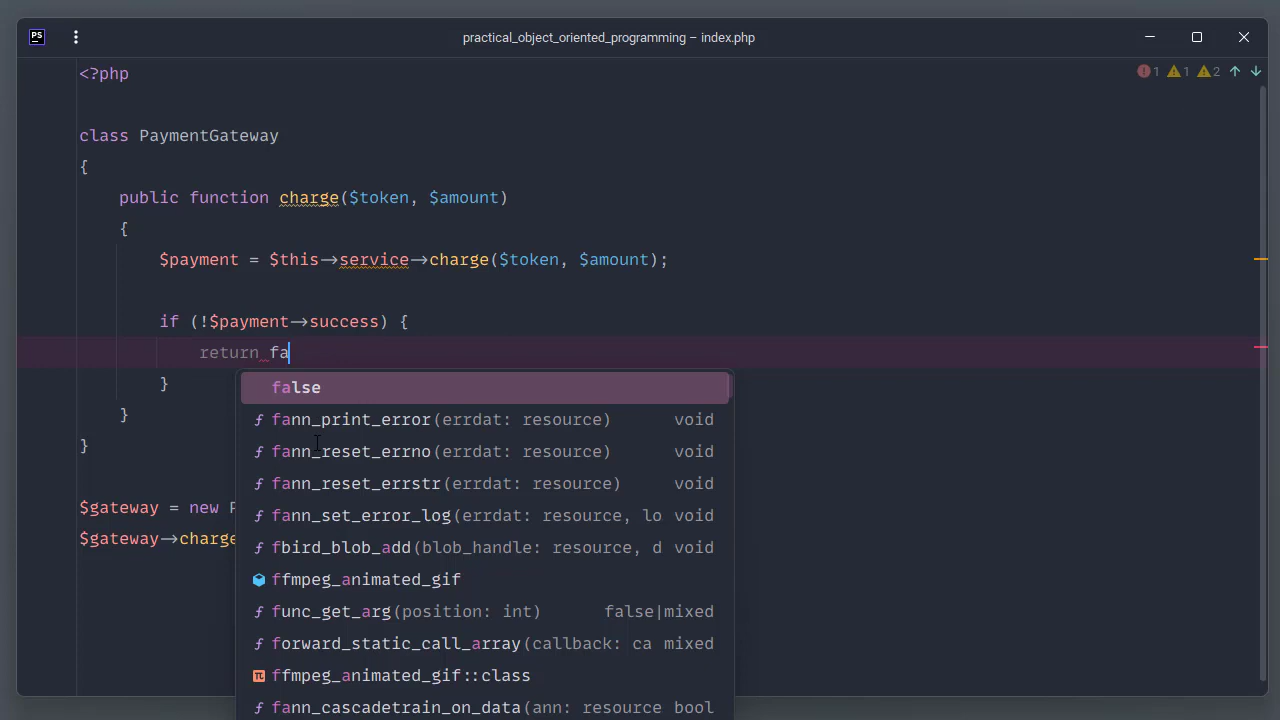 PS
practical_object_oriented_programming – index.php
<?php
1 1 2
class PaymentGateway
{
public function charge($token, $amount)
{
$payment = $this->service->charge($token, $amount);
if (!$payment->success) {
return fa
}
}
}
$gateway = new P
$gateway->charge
false
fann_print_error(errdat: resource) void
fann_reset_errno(errdat: resource) void
fann_reset_errstr(errdat: resource) void
fann_set_error_log(errdat: resource, lo void
fbird_blob_add(blob_handle: resource, d void
ffmpeg_animated_gif
func_get_arg(position: int) false|mixed
forward_static_call_array(callback: ca mixed
ffmpeg_animated_gif::class
fann_cascadetrain_on_data(ann: resource bool